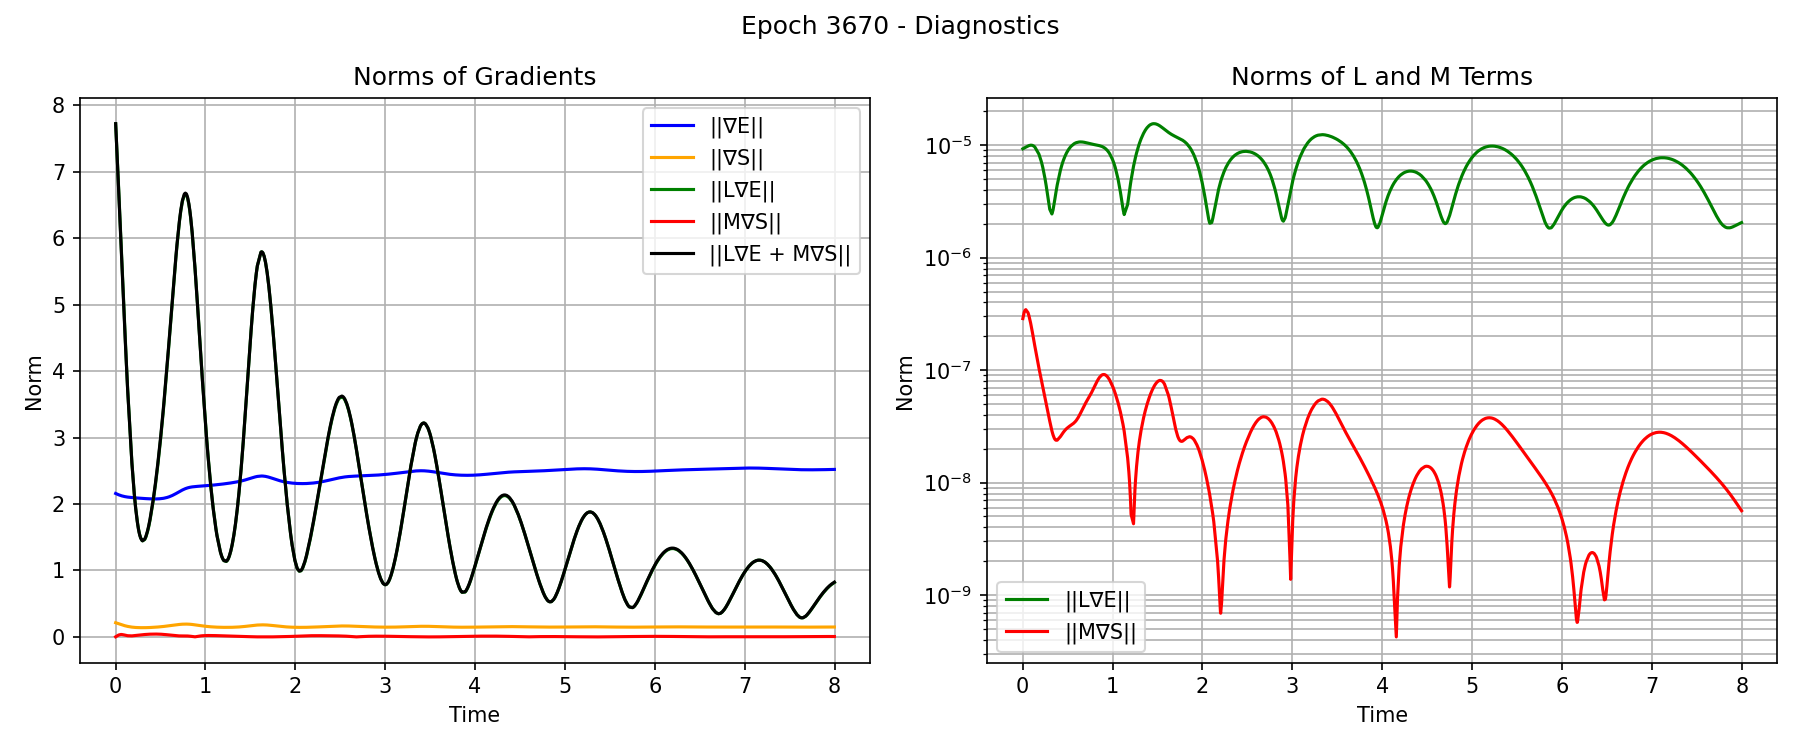 Epoch 3670 - Diagnostics
Norms of Gradients
Norm
8
7
6
5
4
3
2
1
0
||∇E||
||∇S||
||L∇E||
||M∇S||
||L∇E + M∇S||
0 1 2 3 4 5 6 7 8
Time
Norms of L and M Terms
Norm
10⁻⁵
10⁻⁶
10⁻⁷
10⁻⁸
10⁻⁹
||L∇E||
||M∇S||
0 1 2 3 4 5 6 7 8
Time